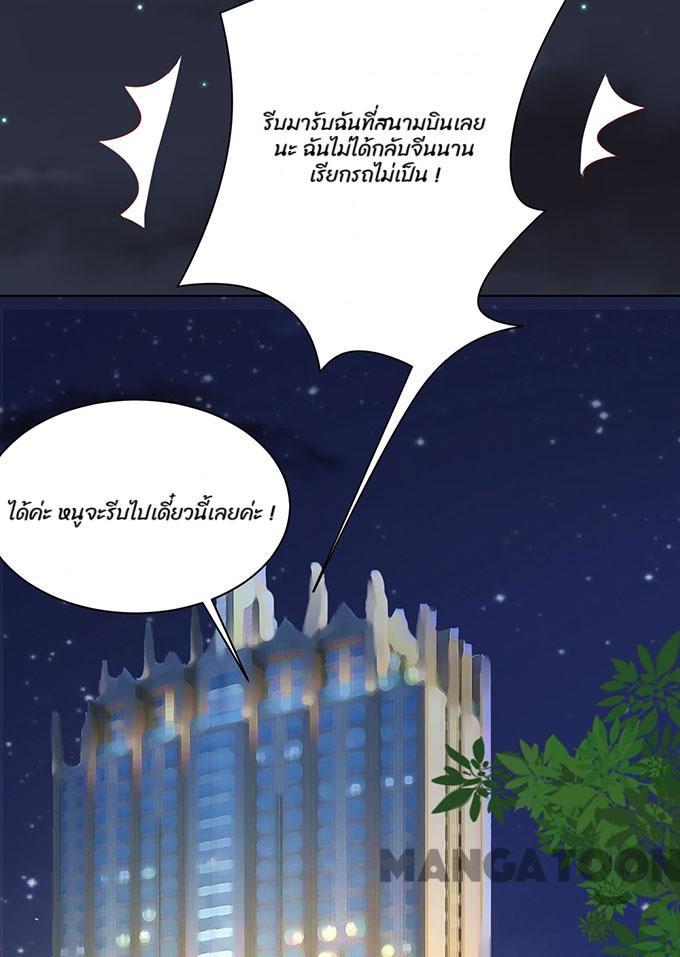 รีบมารับฉันที่สนามบินเลย
นะ ฉันไม่ได้กลับจีนนาน
เรียกรถไม่เป็น !
ได้ค่ะ หนูจะรีบไปเดี๋ยวนี้เลยค่ะ !
MANGATOON